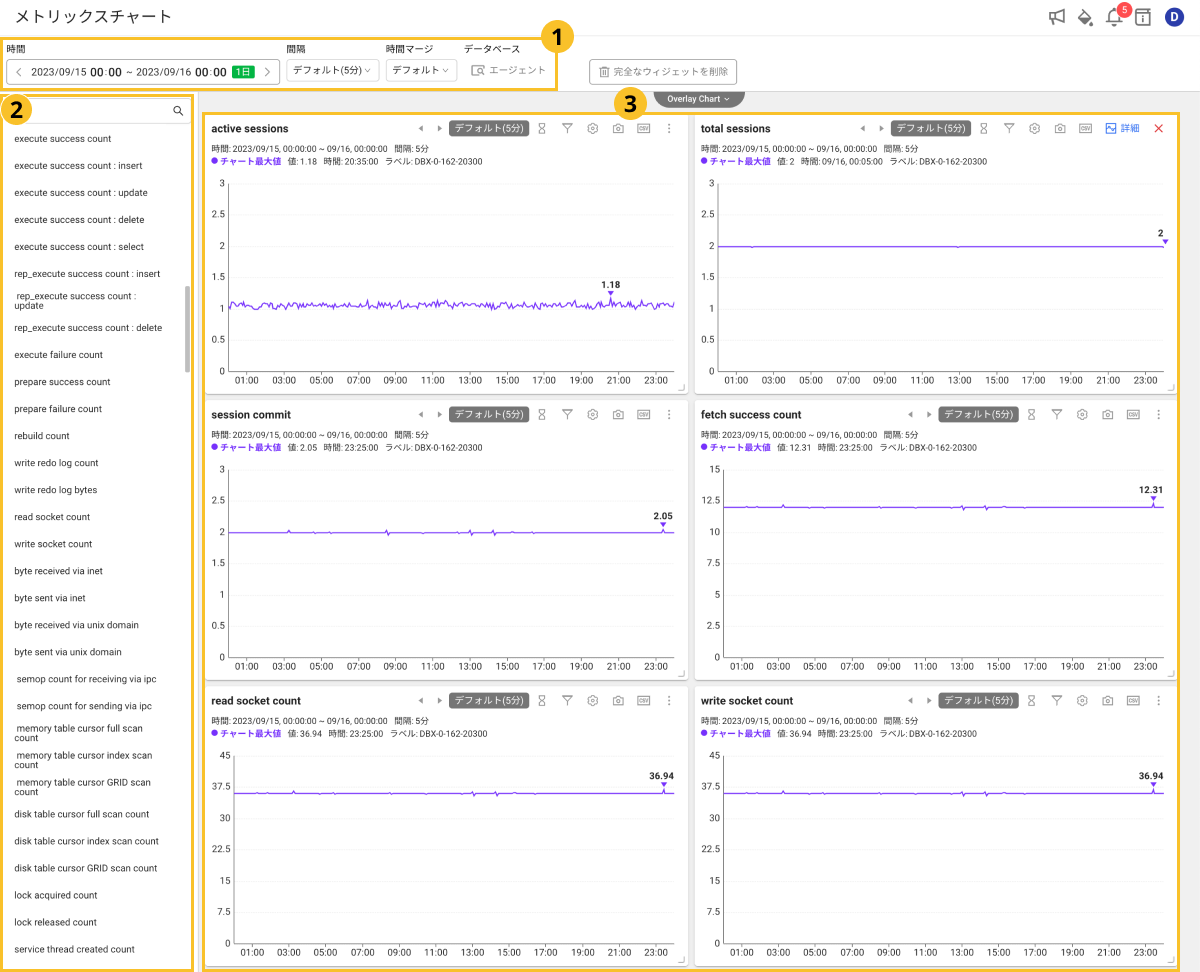 メトリックスチャート
5
D
時間
間隔
時間マージ
データベース
1
2023/09/15 00:00 ~ 2023/09/16 00:00 1日
デフォルト(5分)
デフォルト
エージェント
完全なウィジェットを削除
2
execute success count
execute success count : insert
execute success count : update
execute success count : delete
execute success count : select
rep_execute success count : insert
rep_execute success count :
update
rep_execute success count : delete
execute failure count
prepare success count
prepare failure count
rebuild count
write redo log count
write redo log bytes
read socket count
write socket count
byte received via inet
byte sent via inet
byte received via unix domain
byte sent via unix domain
semop count for receiving via ipc
semop count for sending via ipc
memory table cursor full scan
count
memory table cursor index scan
count
memory table cursor GRID scan
count
disk table cursor full scan count
disk table cursor index scan count
disk table cursor GRID scan count
lock acquired count
lock released count
service thread created count
3
Overlay Chart
active sessions
デフォルト(5分)
CSV
時間: 2023/09/15, 00:00:00 ~ 09/16, 00:00:00 間隔: 5分
チャート最大値 値: 1.18 時間: 20:35:00 ラベル: DBX-0-162-20300
3
2.5
2
1.5
1
0.5
0
1.18
01:00 03:00 05:00 07:00 09:00 11:00 13:00 15:00 17:00 19:00 21:00 23:00
total sessions
デフォルト(5分)
CSV
詳細
時間: 2023/09/15, 00:00:00 ~ 09/16, 00:00:00 間隔: 5分
チャート最大値 値: 2 時間: 09/16, 00:05:00 ラベル: DBX-0-162-20300
3
2.5
2
1.5
1
0.5
0
2
01:00 03:00 05:00 07:00 09:00 11:00 13:00 15:00 17:00 19:00 21:00 23:00
session commit
デフォルト(5分)
CSV
時間: 2023/09/15, 00:00:00 ~ 09/16, 00:00:00 間隔: 5分
チャート最大値 値: 2.05 時間: 23:25:00 ラベル: DBX-0-162-20300
3
2.5
2
1.5
1
0.5
0
2.05
01:00 03:00 05:00 07:00 09:00 11:00 13:00 15:00 17:00 19:00 21:00 23:00
fetch success count
デフォルト(5分)
CSV
時間: 2023/09/15, 00:00:00 ~ 09/16, 00:00:00 間隔: 5分
チャート最大値 値: 12.31 時間: 23:25:00 ラベル: DBX-0-162-20300
15
12.5
10
7.5
5
2.5
0
12.31
01:00 03:00 05:00 07:00 09:00 11:00 13:00 15:00 17:00 19:00 21:00 23:00
read socket count
デフォルト(5分)
CSV
時間: 2023/09/15, 00:00:00 ~ 09/16, 00:00:00 間隔: 5分
チャート最大値 値: 36.94 時間: 23:25:00 ラベル: DBX-0-162-20300
45
37.5
30
22.5
15
7.5
0
36.94
01:00 03:00 05:00 07:00 09:00 11:00 13:00 15:00 17:00 19:00 21:00 23:00
write socket count
デフォルト(5分)
CSV
時間: 2023/09/15, 00:00:00 ~ 09/16, 00:00:00 間隔: 5分
チャート最大値 値: 36.94 時間: 23:25:00 ラベル: DBX-0-162-20300
45
37.5
30
22.5
15
7.5
0
36.94
01:00 03:00 05:00 07:00 09:00 11:00 13:00 15:00 17:00 19:00 21:00 23:00